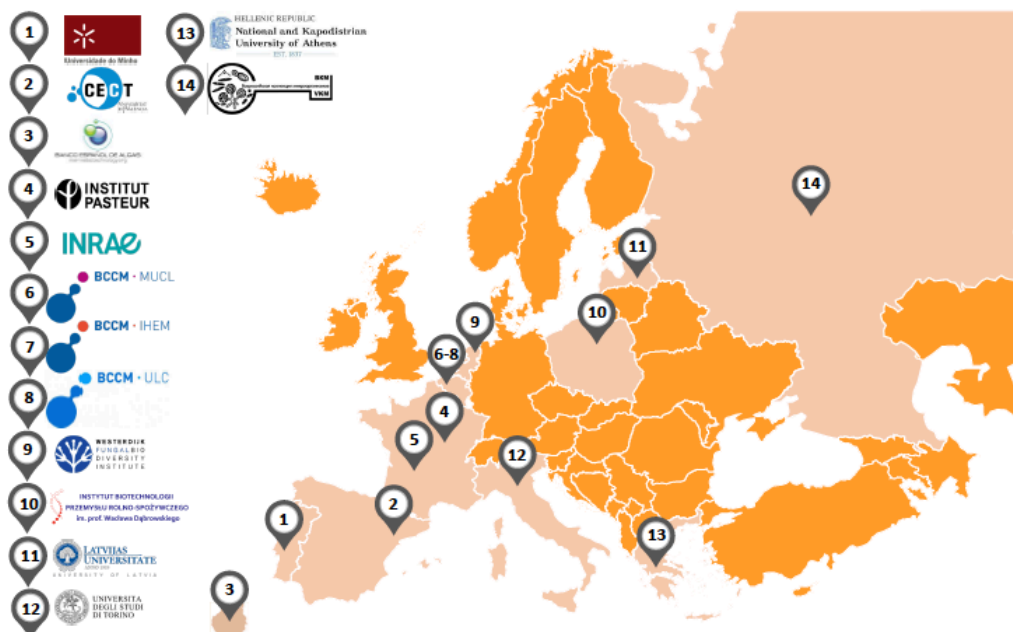 1
Universidade do Minho
2
CECT
3
BANCO ESPAÑOL DE ALGAS
4
INSTITUT
PASTEUR
5
INRAE
6
BCCM · MUCL
7
BCCM · IHEM
8
BCCM · ULC
9
WESTERDIJK
FUNGALBIO
DIVERSITY
INSTITUTE
10
INSTYTUT BIOTECHNOLOGII
PRZEMYSŁU ROLNO-SPOŻYWCZEGO
im. prof. Wacława Dąbrowskiego
11
LATVIJAS
UNIVERSITATE
ANNO 1919
UNIVERSITY OF LATVIA
12
UNIVERSITÀ
DEGLI STUDI
DI TORINO
13
HELLENIC REPUBLIC
National and Kapodistrian
University of Athens
EST. 1837
14
BKM
VKM
14
11
10
9
6-8
4
5
12
2
1
13
3